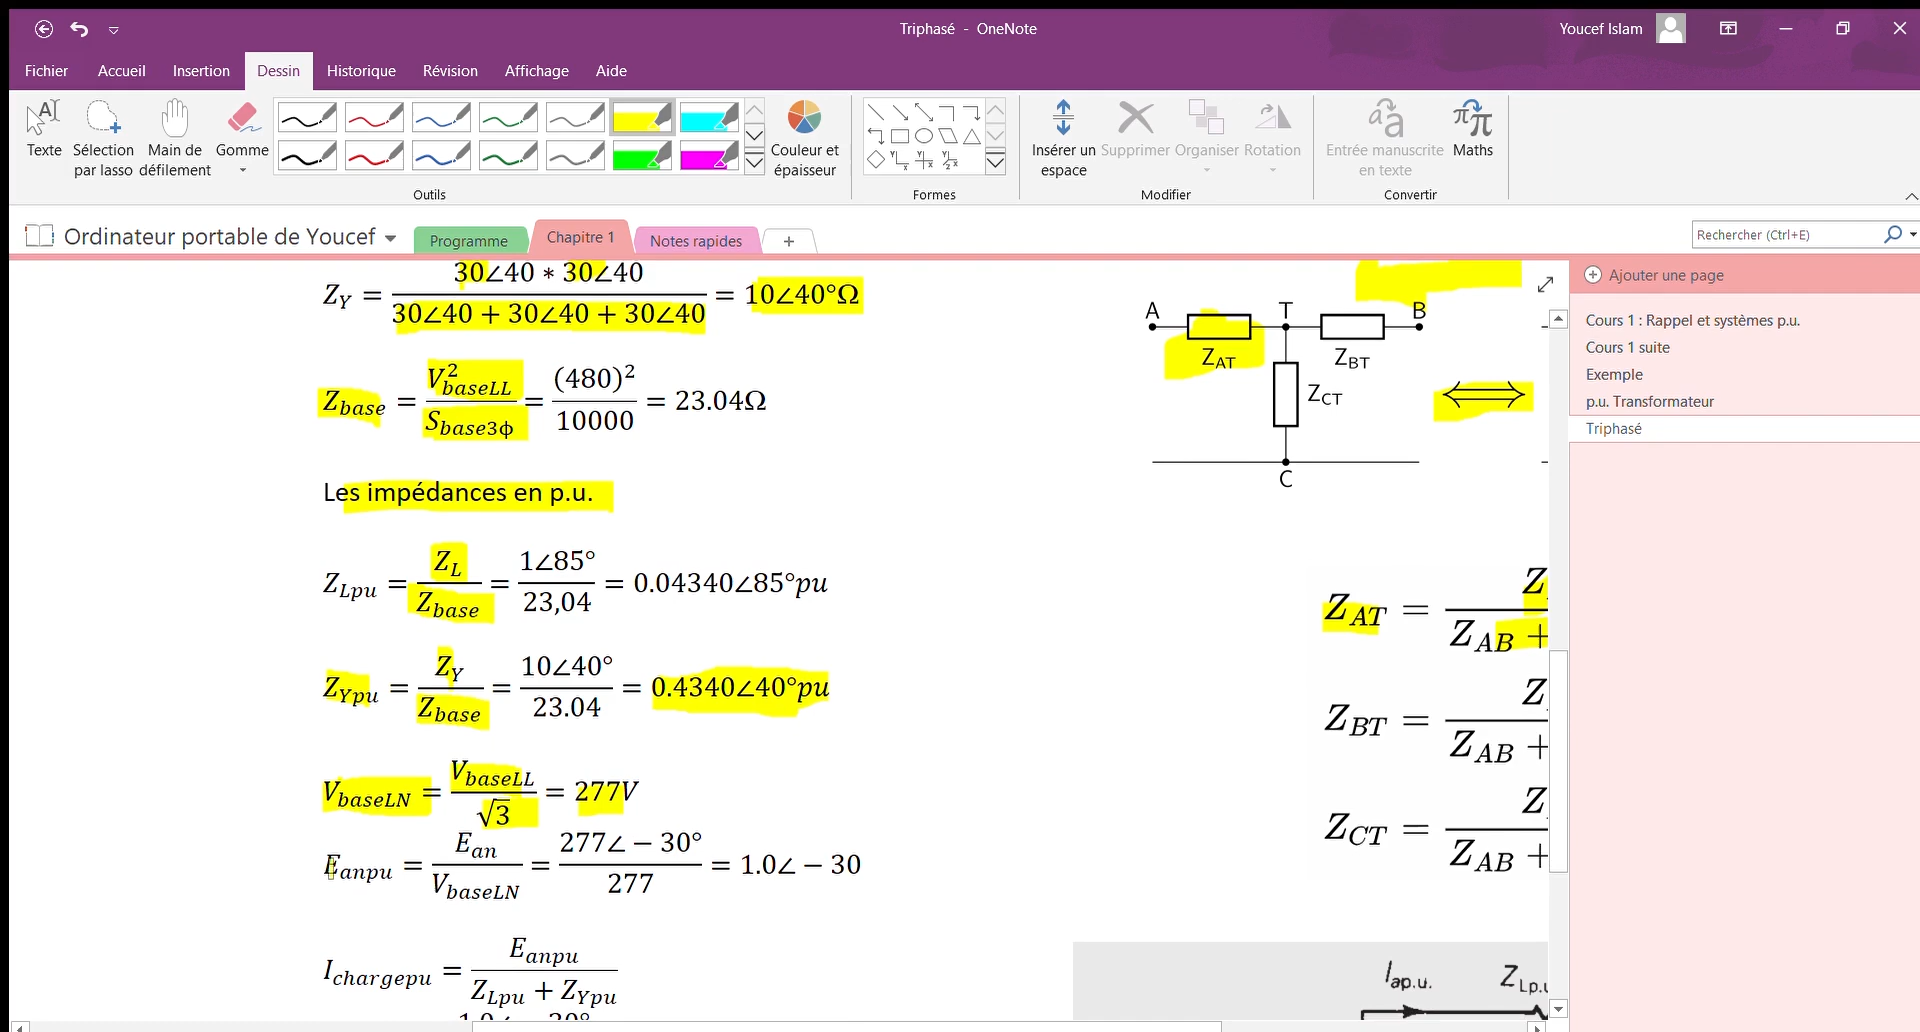 Triphasé - OneNote
Youcef Islam
Fichier Accueil Insertion Dessin Historique Révision Affichage Aide
Texte
Sélection par lasso
Main de défilement
Gomme
Couleur et épaisseur
Insérer un espace
Supprimer
Organiser
Rotation
Entrée manuscrite en texte
Maths
Outils
Formes
Modifier
Convertir
Ordinateur portable de Youcef
Programme
Chapitre 1
Notes rapides
+
Rechercher (Ctrl+E)
Z_Y = (30∠40 * 30∠40) / (30∠40 + 30∠40 + 30∠40) = 10∠40°Ω
Z_base = V²_baseLL / S_base3ϕ = (480)² / 10000 = 23.04Ω
Les impédances en p.u.
Z_Lpu = Z_L / Z_base = 1∠85° / 23,04 = 0.04340∠85°pu
Z_Ypu = Z_Y / Z_base = 10∠40° / 23.04 = 0.4340∠40°pu
V_baseLN = V_baseLL / √3 = 277V
E_anpu = E_an / V_baseLN = 277∠ − 30° / 277 = 1.0∠ − 30
I_chargepu = E_anpu / (Z_Lpu + Z_Ypu)
A T B
Z_AT Z_BT
Z_CT
C
Z_AT = Z / Z_AB +
Z_BT = Z / Z_AB +
Z_CT = Z / Z_AB +
I_ap.u. Z_Lp.u
Ajouter une page
Cours 1 : Rappel et systèmes p.u.
Cours 1 suite
Exemple
p.u. Transformateur
Triphasé